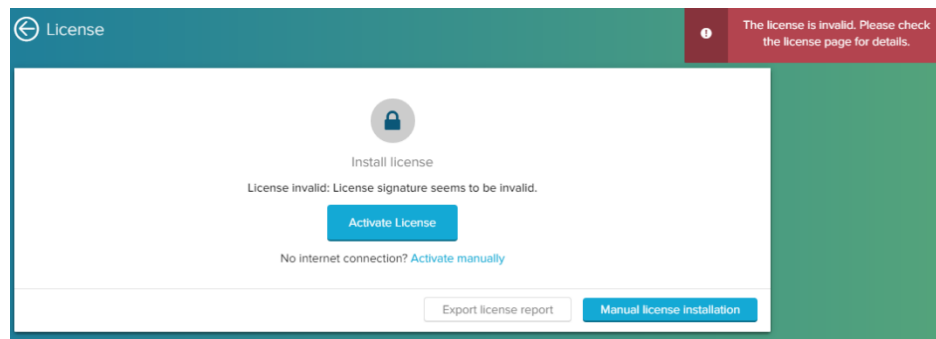 License
The license is invalid. Please check
the license page for details.
Install license
License invalid: License signature seems to be invalid.
Activate License
No internet connection? Activate manually
Export license report
Manual license installation